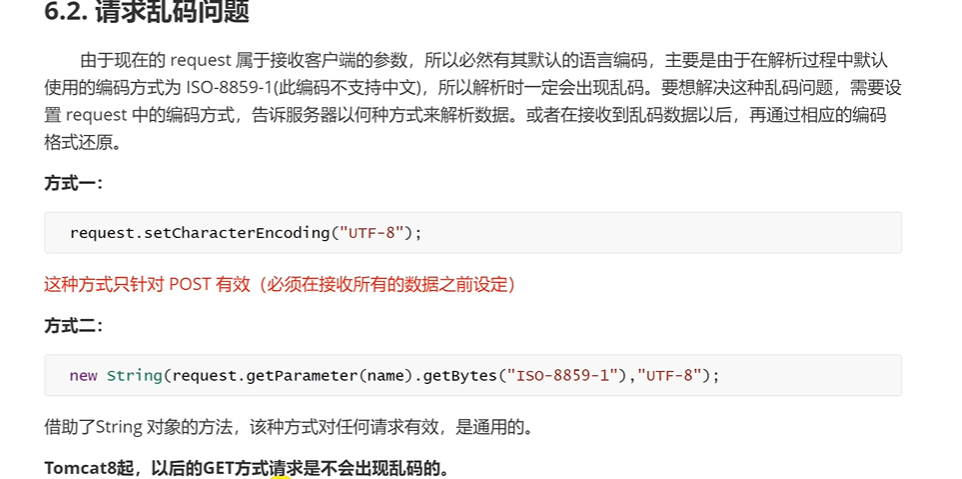 6.2. 请求乱码问题
由于现在的 request 属于接收客户端的参数，所以必然有其默认的语言编码，主要是由于在解析过程中默认
使用的编码方式为 ISO-8859-1(此编码不支持中文)，所以解析时一定会出现乱码。要想解决这种乱码问题，需要设
置 request 中的编码方式，告诉服务器以何种方式来解析数据。或者在接收到乱码数据以后，再通过相应的编码
格式还原。
方式一：
request.setCharacterEncoding("UTF-8");
这种方式只针对 POST 有效（必须在接收所有的数据之前设定）
方式二：
new String(request.getParameter(name).getBytes("ISO-8859-1"),"UTF-8");
借助了String 对象的方法，该种方式对任何请求有效，是通用的。
Tomcat8起，以后的GET方式请求是不会出现乱码的。